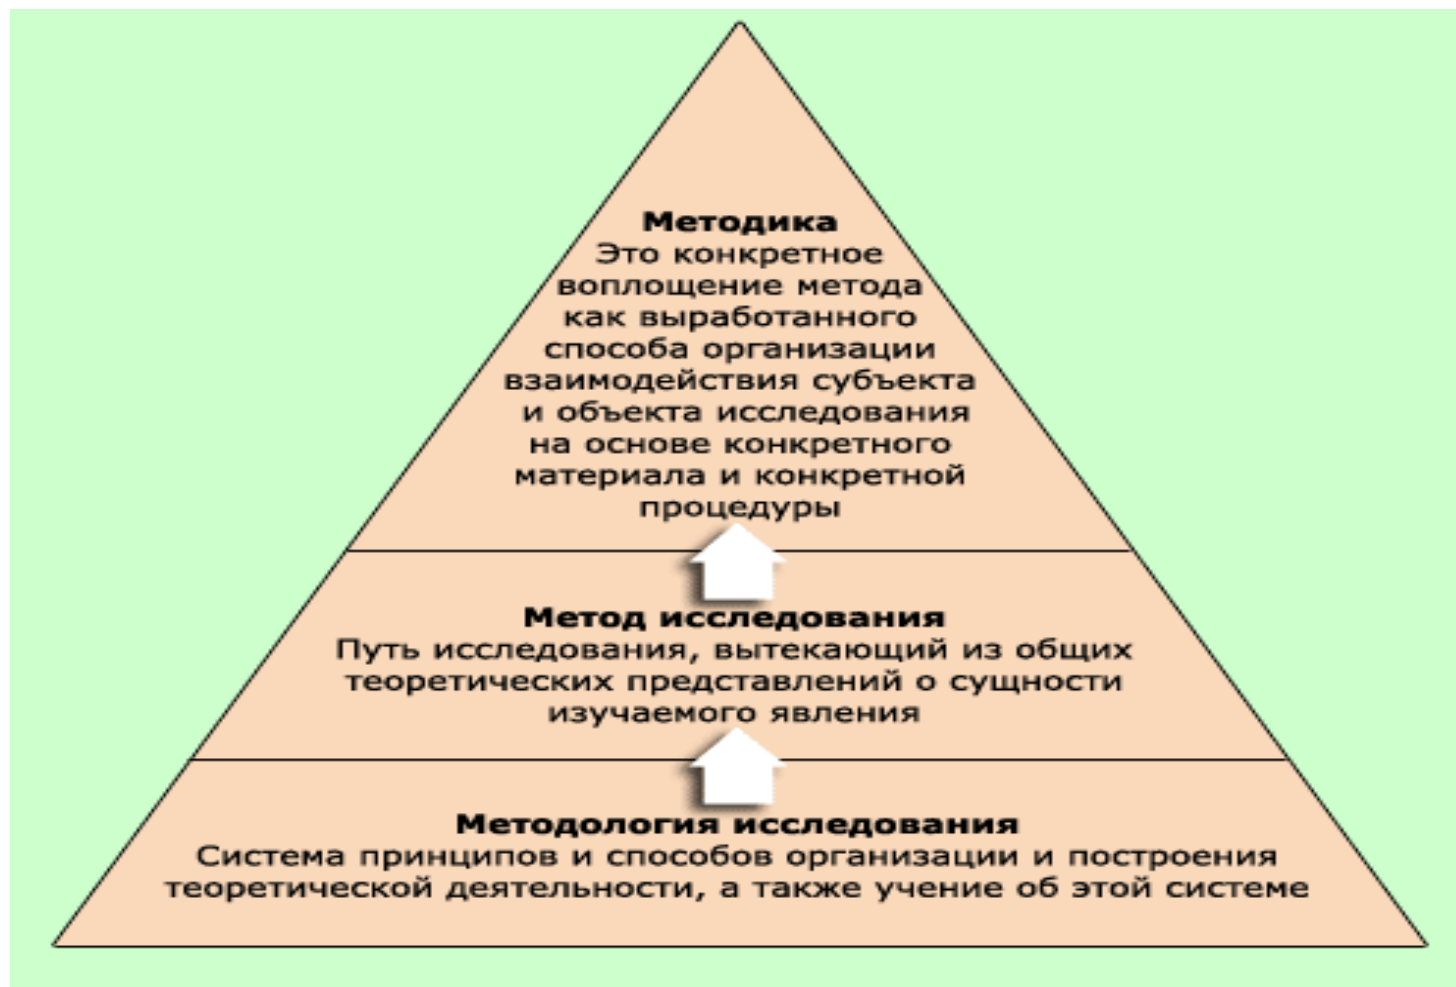 Методика
Это конкретное
воплощение метода
как выработанного
способа организации
взаимодействия субъекта
и объекта исследования
на основе конкретного
материала и конкретной
процедуры
Метод исследования
Путь исследования, вытекающий из общих
теоретических представлений о сущности
изучаемого явления
Методология исследования
Система принципов и способов организации и построения
теоретической деятельности, а также учение об этой системе